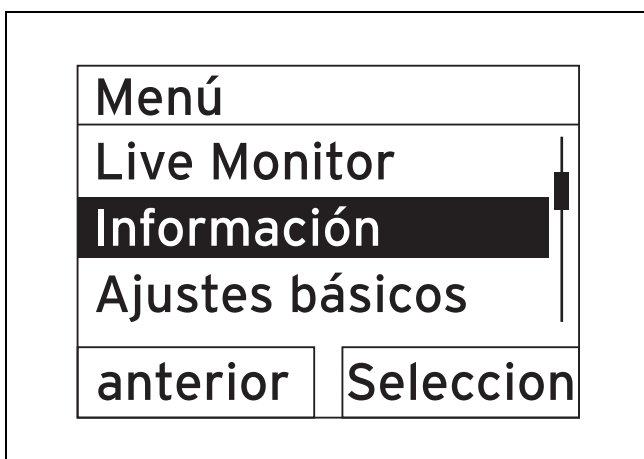 Menú
Live Monitor
Información
Ajustes básicos
anterior Seleccion